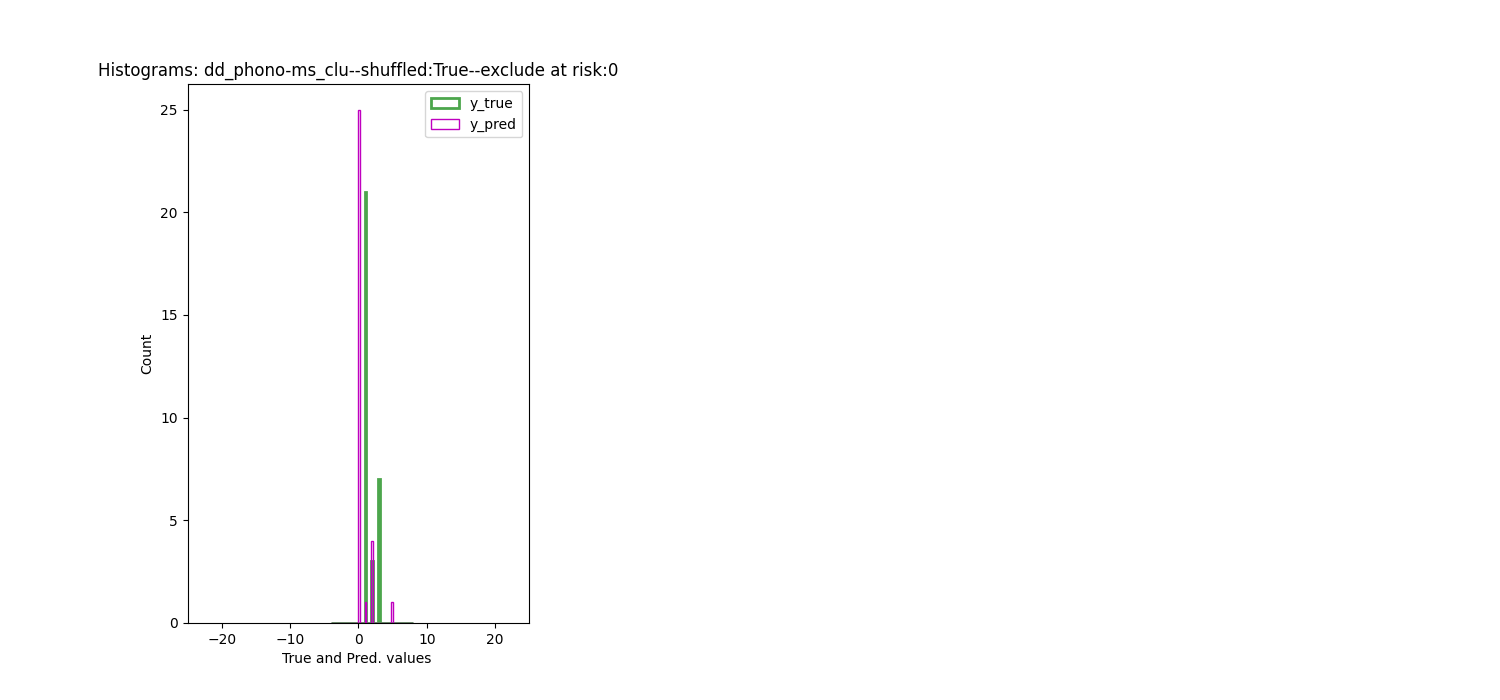 Histograms: dd_phono-ms_clu--shuffled:True--exclude at risk:0
y_true
y_pred
25
20
15
10
5
0
Count
−20 −10 0 10 20
True and Pred. values